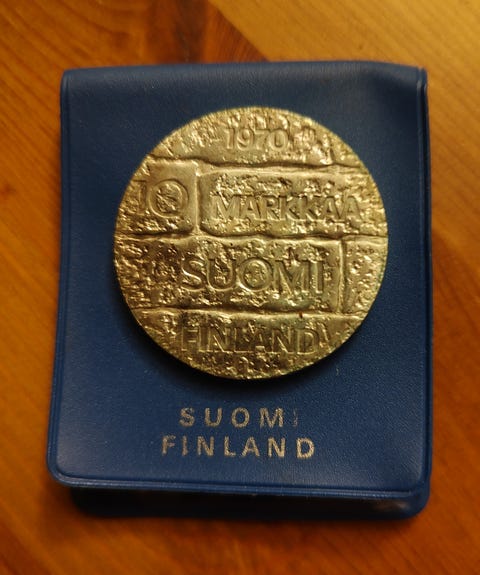 1970
MARKKAA
SUOMI
FINLAND
SUOMI
FINLAND